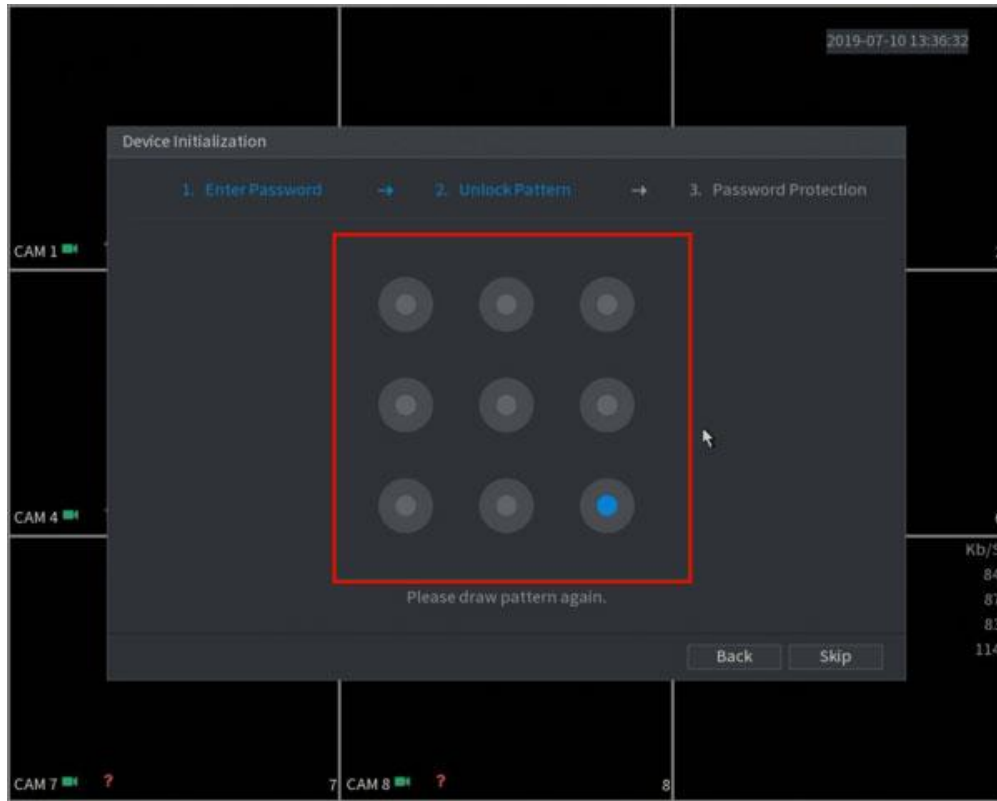 2019-07-10 13:36:32
Device Initialization
1. Enter Password → 2. Unlock Pattern → 3. Password Protection
CAM 1
CAM 4
Please draw pattern again.
Kb/S
84
87
83
114
Back Skip
CAM 7 ? 7 CAM 8 ? 8